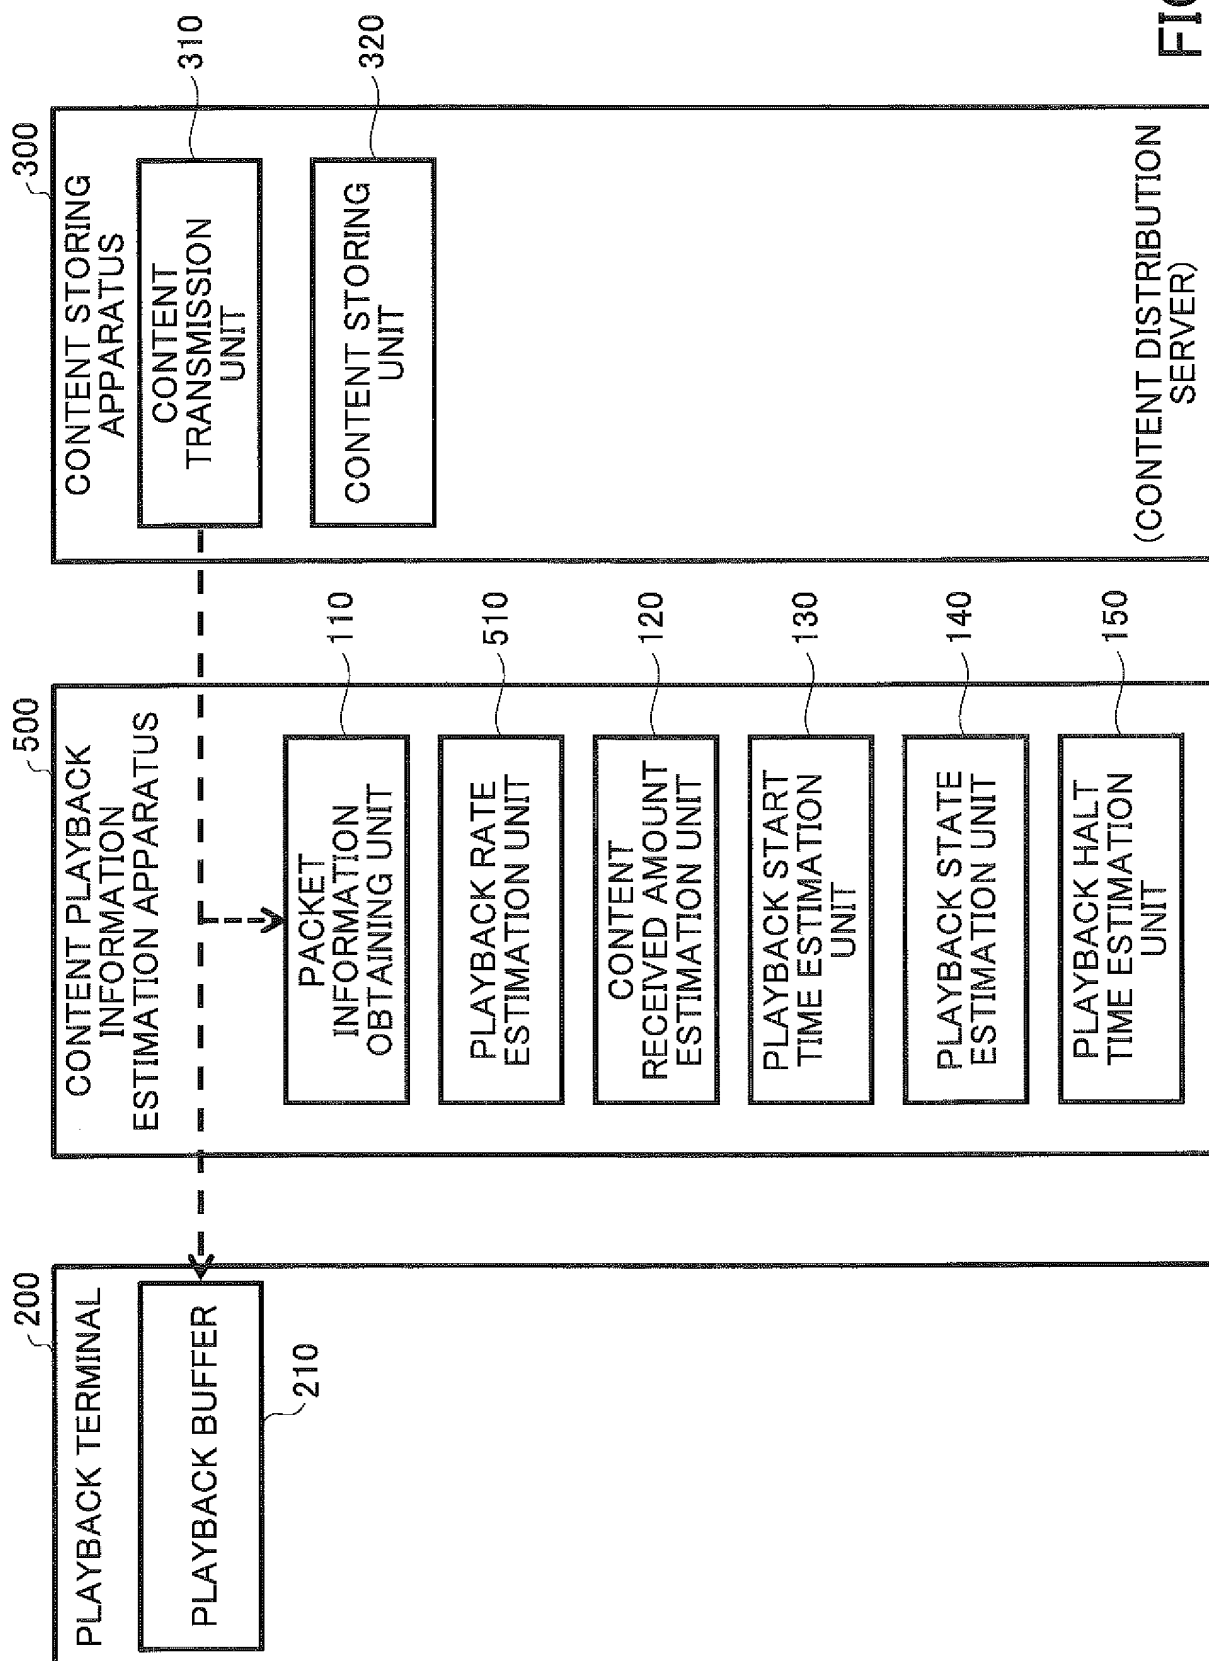 200
PLAYBACK TERMINAL
PLAYBACK BUFFER
210
500
CONTENT PLAYBACK
INFORMATION
ESTIMATION APPARATUS
PACKET
INFORMATION
OBTAINING UNIT
110
PLAYBACK RATE
ESTIMATION UNIT
510
CONTENT
RECEIVED AMOUNT
ESTIMATION UNIT
120
PLAYBACK START
TIME ESTIMATION
UNIT
130
PLAYBACK STATE
ESTIMATION UNIT
140
PLAYBACK HALT
TIME ESTIMATION
UNIT
150
300
CONTENT STORING
APPARATUS
CONTENT
TRANSMISSION
UNIT
310
CONTENT STORING
UNIT
320
(CONTENT DISTRIBUTION
SERVER)